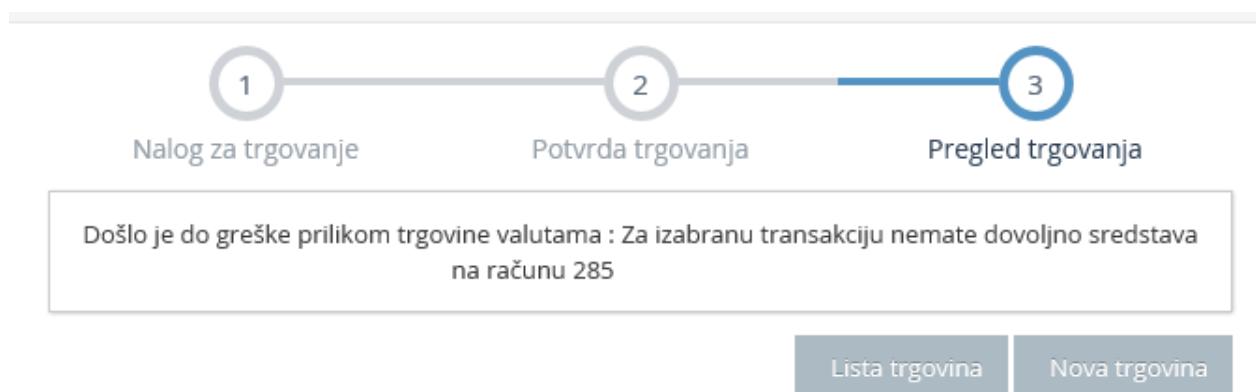 1
2
3
Nalog za trgovanje
Potvrda trgovanja
Pregled trgovanja
Došlo je do greške prilikom trgovine valutama : Za izabranu transakciju nemate dovoljno sredstava
na računu 285
Lista trgovina
Nova trgovina